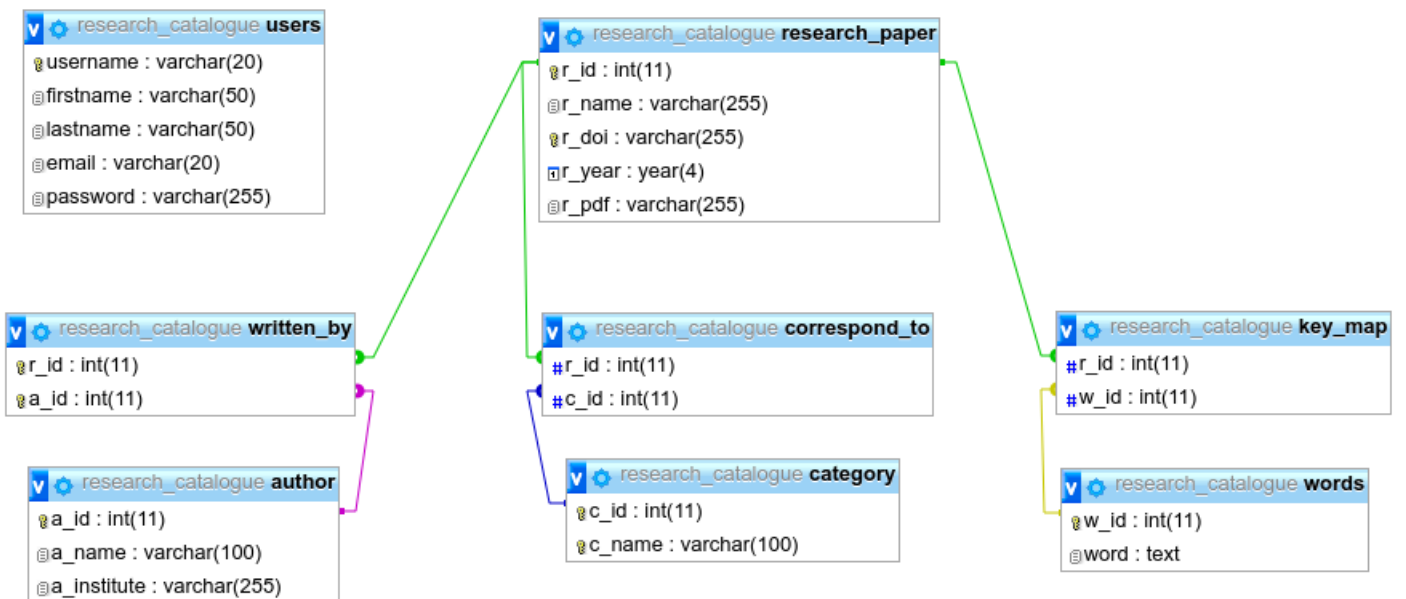 research_catalogue users
username : varchar(20)
firstname : varchar(50)
lastname : varchar(50)
email : varchar(20)
password : varchar(255)
research_catalogue research_paper
r_id : int(11)
r_name : varchar(255)
r_doi : varchar(255)
r_year : year(4)
r_pdf : varchar(255)
research_catalogue written_by
r_id : int(11)
a_id : int(11)
research_catalogue correspond_to
#r_id : int(11)
#c_id : int(11)
research_catalogue key_map
#r_id : int(11)
#w_id : int(11)
research_catalogue author
a_id : int(11)
a_name : varchar(100)
a_institute : varchar(255)
research_catalogue category
c_id : int(11)
c_name : varchar(100)
research_catalogue words
w_id : int(11)
word : text